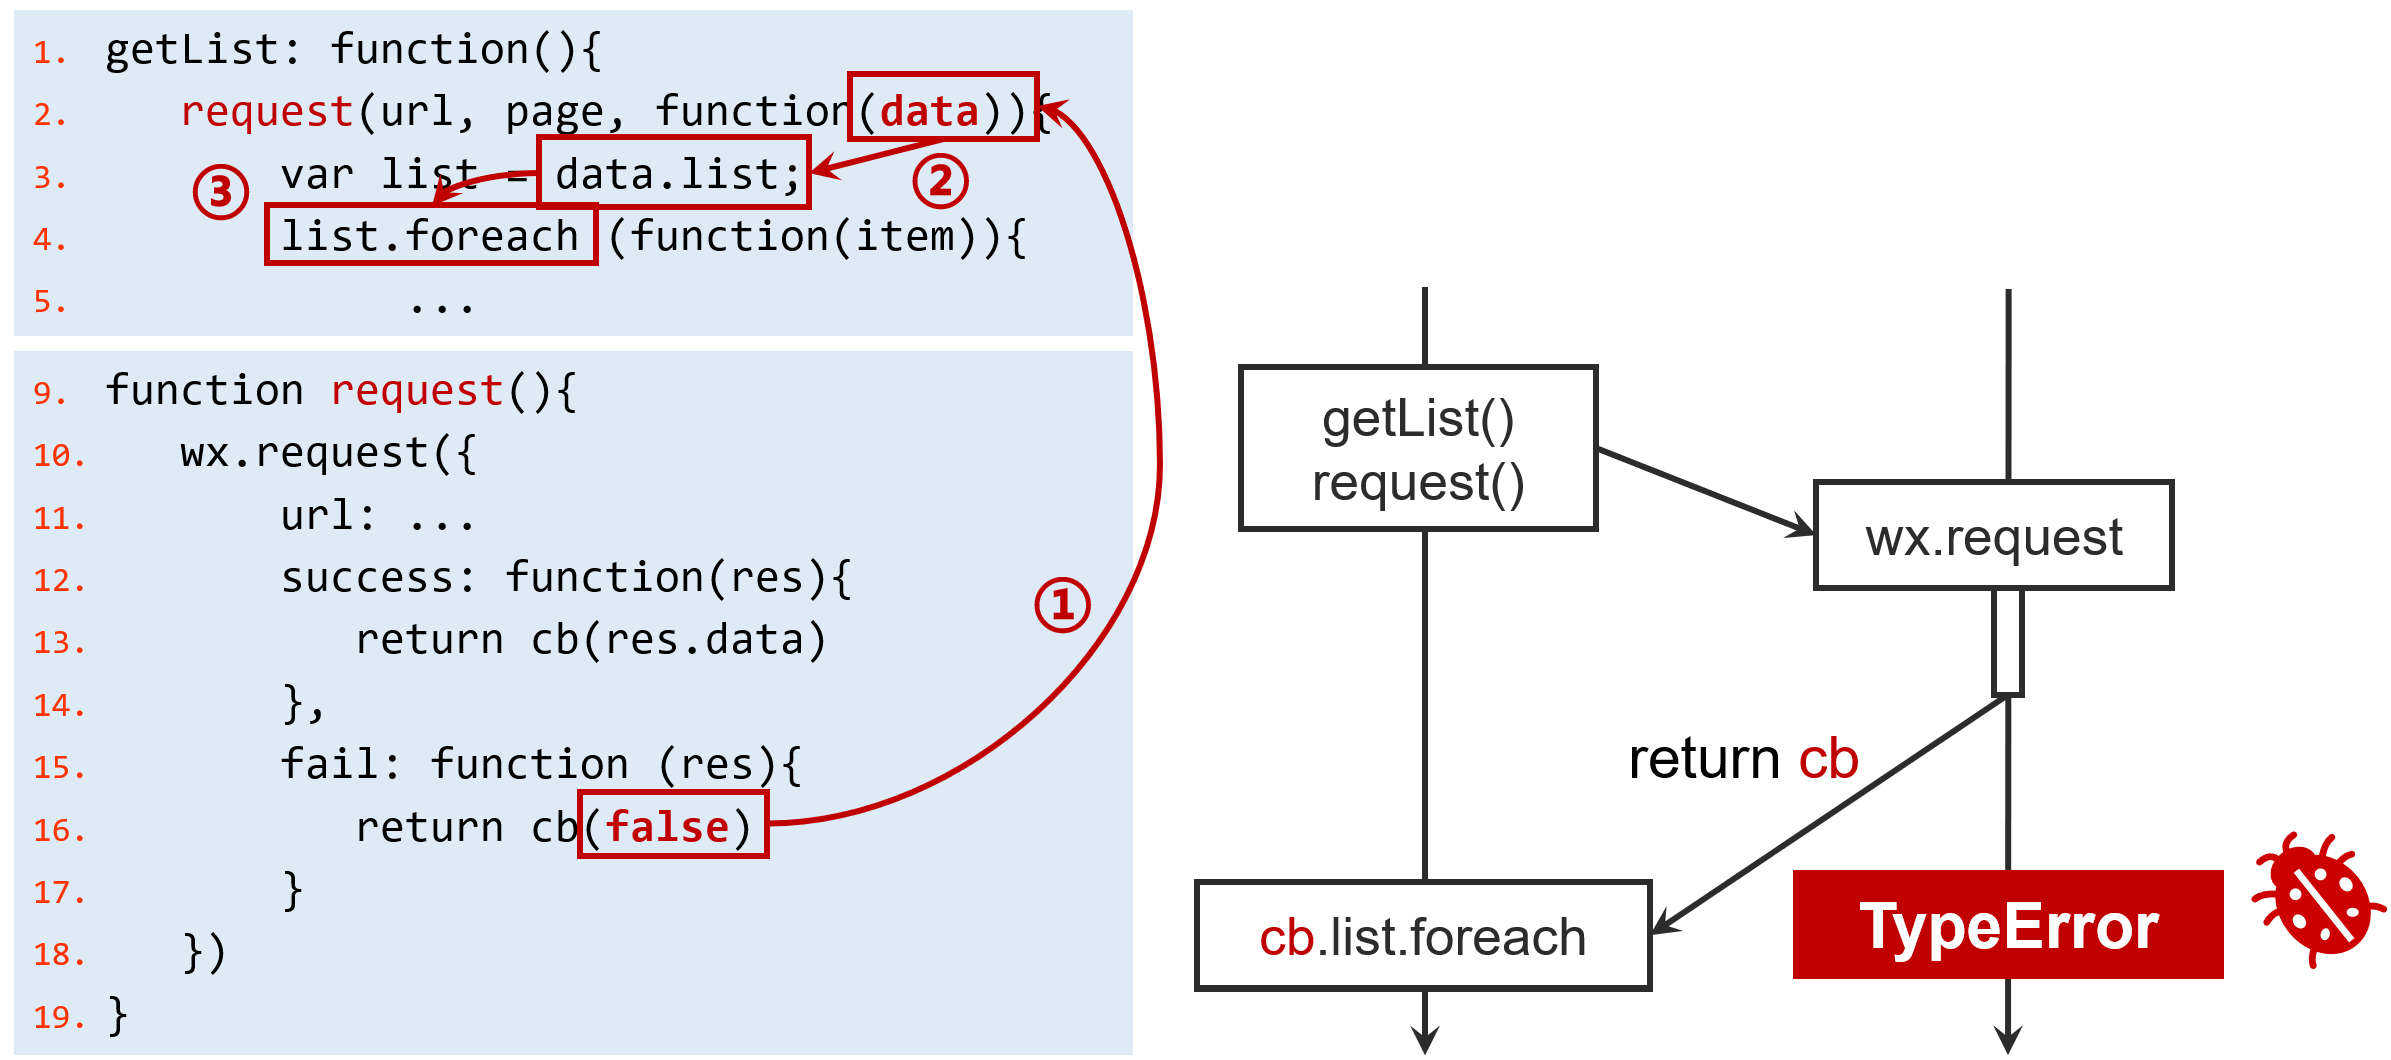 1. getList: function(){
2. request(url, page, function(data)){
3. var list = data.list;
②
③
4. list.foreach (function(item)){
5. ...
9. function request(){
10. wx.request({
11. url: ...
12. success: function(res){
①
13. return cb(res.data)
14. },
15. fail: function (res){
16. return cb(false)
17. }
18. })
19. }
getList()
request()
wx.request
return cb
cb.list.foreach
TypeError